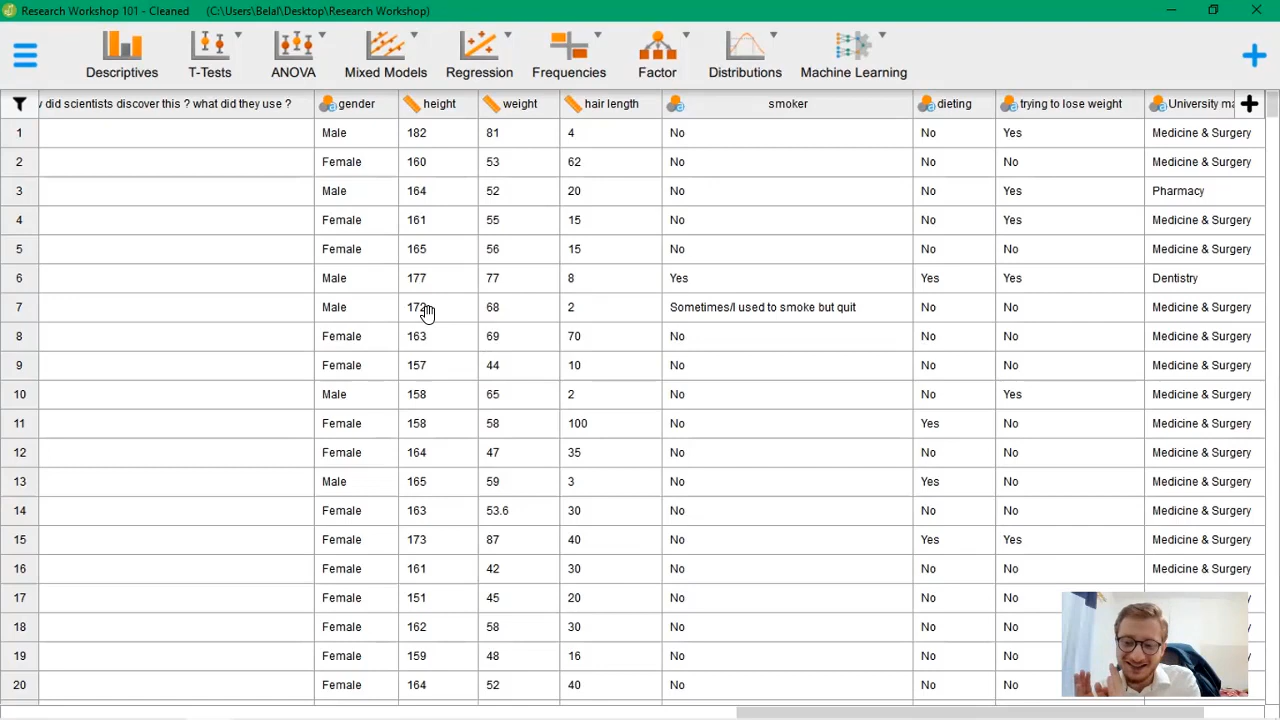 Research Workshop 101 - Cleaned (C:\Users\Belal\Desktop\Research Workshop)
Descriptives T-Tests ANOVA Mixed Models Regression Frequencies Factor Distributions Machine Learning
did scientists discover this ? what did they use ? gender height weight hair length smoker dieting trying to lose weight University
1 Male 182 81 4 No No Yes Medicine & Surgery
2 Female 160 53 62 No No No Medicine & Surgery
3 Male 164 52 20 No No Yes Pharmacy
4 Female 161 55 15 No No Yes Medicine & Surgery
5 Female 165 56 15 No No No Medicine & Surgery
6 Male 177 77 8 Yes Yes Yes Dentistry
7 Male 68 2 Sometimes/I used to smoke but quit No No Medicine & Surgery
8 Female 163 69 70 No No No Medicine & Surgery
9 Female 157 44 10 No No No Medicine & Surgery
10 Male 158 65 2 No No Yes Medicine & Surgery
11 Female 158 58 100 No Yes No Medicine & Surgery
12 Female 164 47 35 No No No Medicine & Surgery
13 Male 165 59 3 No Yes No Medicine & Surgery
14 Female 163 53.6 30 No No No Medicine & Surgery
15 Female 173 87 40 No Yes Yes Medicine & Surgery
16 Female 161 42 30 No No No Medicine & Surgery
17 Female 151 45 20 No No No
18 Female 162 58 30 No No No
19 Female 159 48 16 No No No
20 Female 164 52 40 No No No